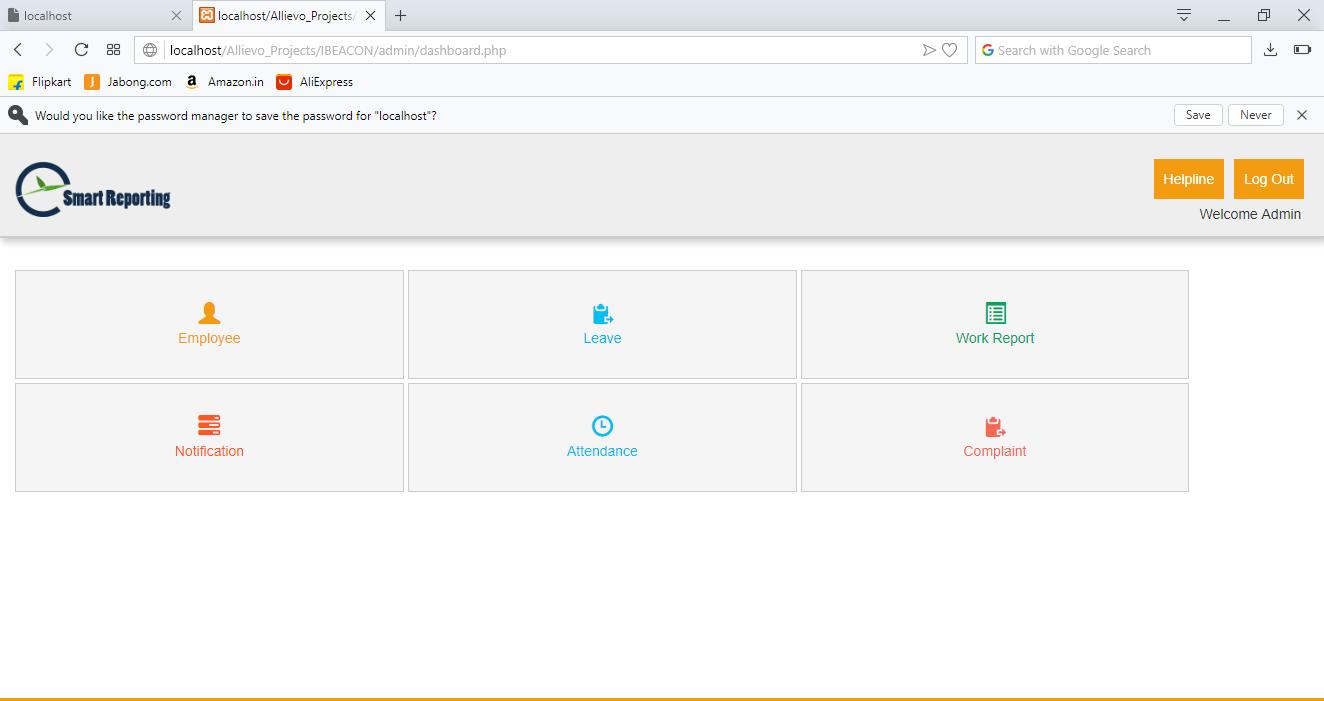 localhost
localhost/Allievo_Projects/
localhost/Allievo_Projects/IBEACON/admin/dashboard.php
Search with Google Search
Flipkart Jabong.com Amazon.in AliExpress
Would you like the password manager to save the password for "localhost"? Save Never
Smart Reporting
Helpline Log Out
Welcome Admin
Employee Leave Work Report
Notification Attendance Complaint